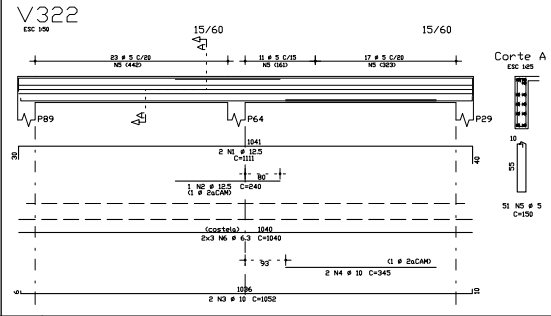 V322
ESC 1:50
15/60
15/60
A
23 ø 5 C/20
N5 (442)
11 ø 5 C/15
N5 (161)
17 ø 5 C/20
N5 (323)
Corte A
ESC 1:25
A
P89
P64
P29
1041
2 N1 ø 12.5
C=1111
30
40
80
1 N2 ø 12.5 C=240
(1 ø 2aCAM)
10
55
51 N5 ø 5
C=150
(costela) 1040
2x3 N6 ø 6.3 C=1040
93
(1 ø 2aCAM)
2 N4 ø 10 C=345
6
1036
10
2 N3 ø 10 C=1052